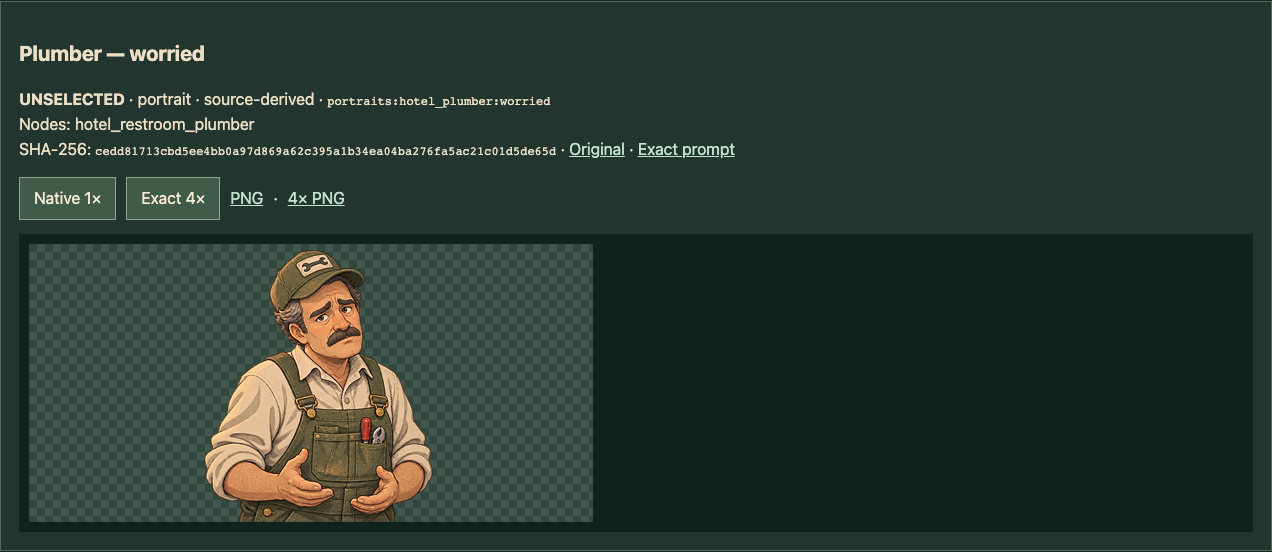 Plumber — worried
UNSELECTED · portrait · source-derived · portraits:hotel_plumber:worried
Nodes: hotel_restroom_plumber
SHA-256: cedd81713cbd5ee4bb0a97d869a62c395a1b34ea04ba276fa5ac21c01d5de65d · Original · Exact prompt
Native 1× Exact 4× PNG · 4× PNG